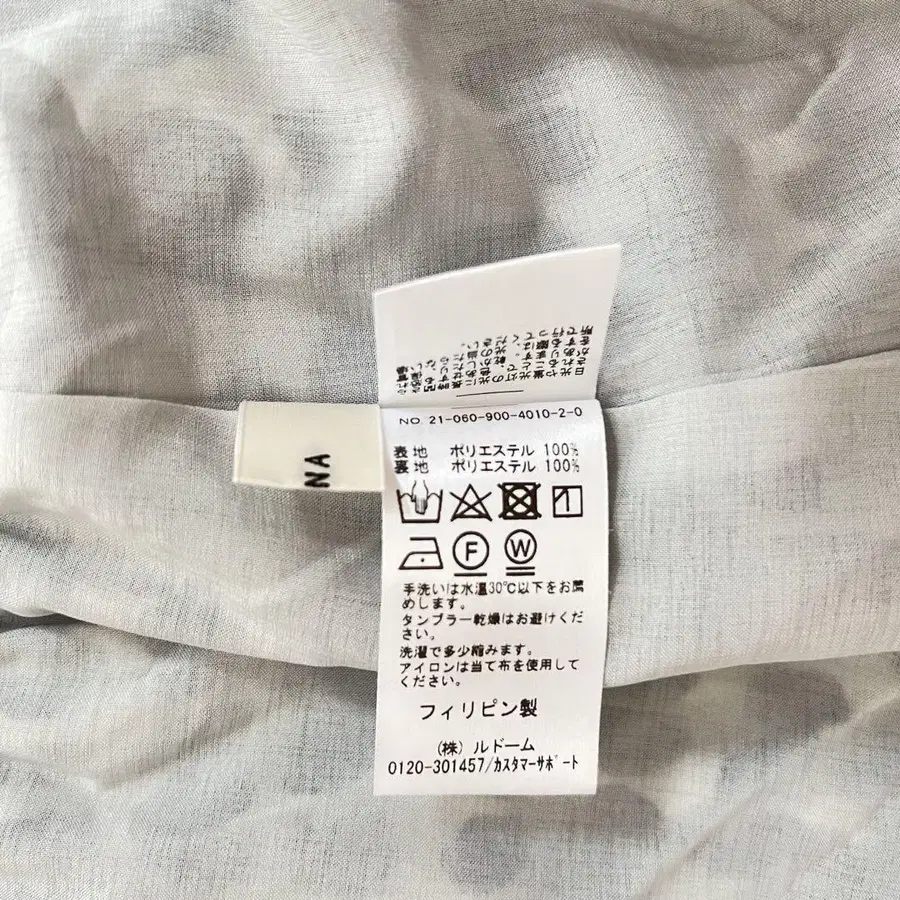 NA
NO. 21-060-900-4010-2-0
表 地 ポリエステル 100%
裏 地 ポリエステル 100%
F W
手洗いは水温30℃以下をお薦
めします。
タンブラー乾燥はお避けくだ
さい。
洗濯で多少縮みます。
アイロンは当て布を使用して
ください。
フィリピン製
(株) ルドーム
0120-301457/カスタマーサポート